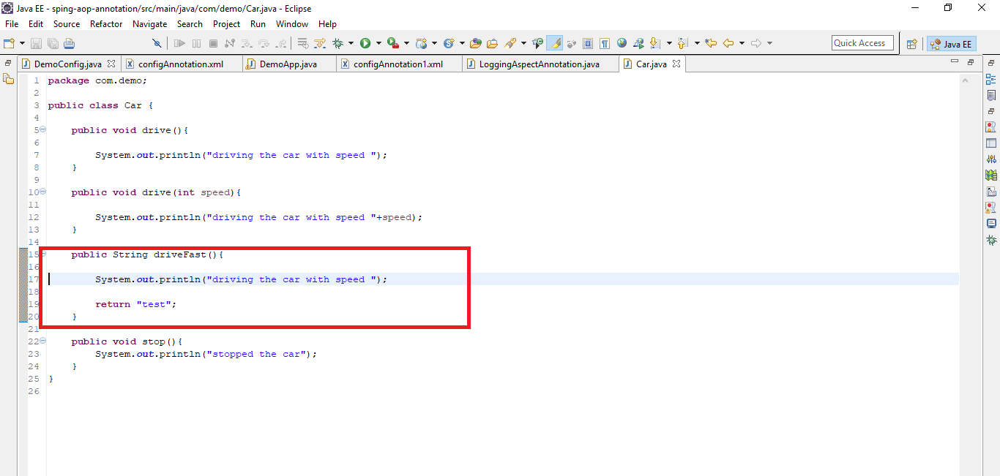 Java EE - sping-aop-annotation/src/main/java/com/demo/Car.java - Eclipse
File Edit Source Refactor Navigate Search Project Run Window Help
Quick Access Java EE
DemoConfig.java configAnnotation.xml DemoApp.java configAnnotation1.xml LoggingAspectAnnotation.java Car.java
1 package com.demo;
2
3 public class Car {
4
5 public void drive(){
6
7 System.out.println("driving the car with speed ");
8 }
9
10 public void drive(int speed){
11
12 System.out.println("driving the car with speed "+speed);
13 }
14
15 public String driveFast(){
16
17 System.out.println("driving the car with speed ");
18
19 return "test";
20 }
21
22 public void stop(){
23 System.out.println("stopped the car");
24 }
25 }
26